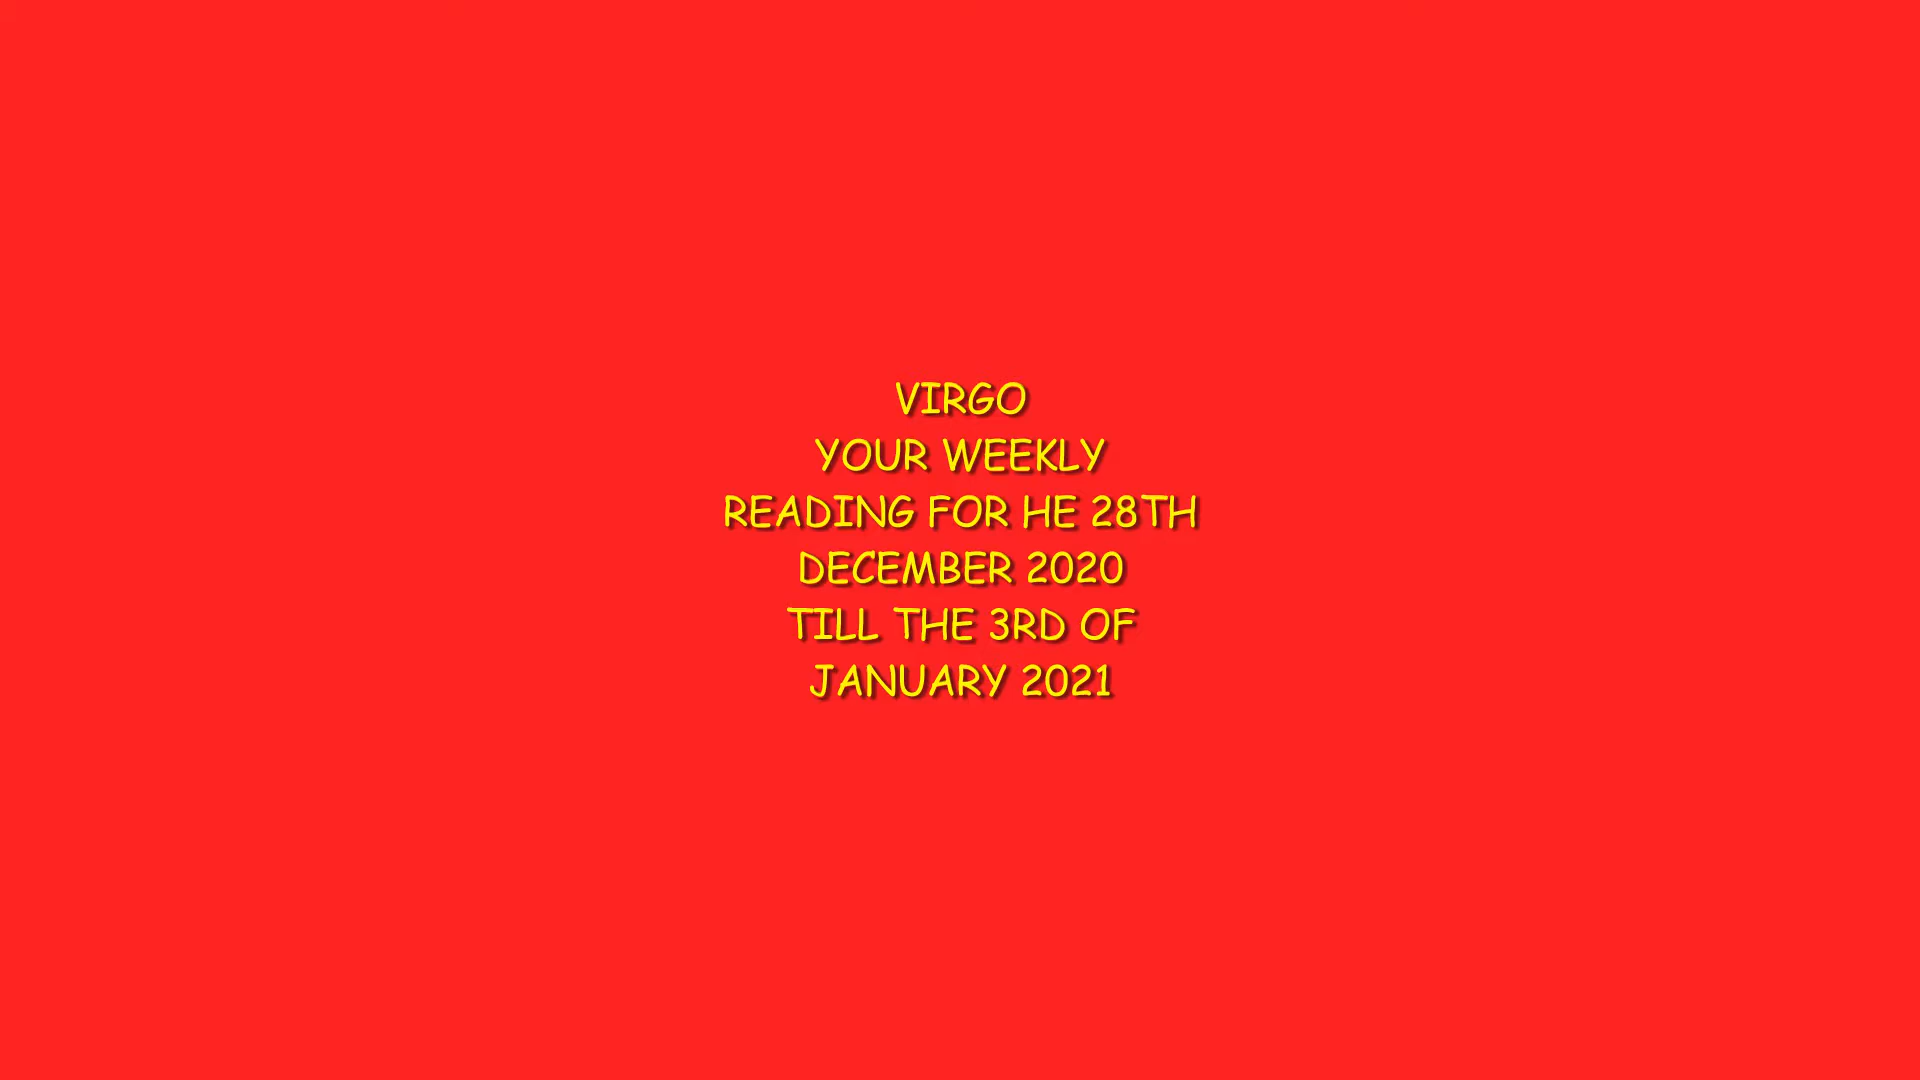 VIRGO
YOUR WEEKLY
READING FOR HE 28TH
DECEMBER 2020
TILL THE 3RD OF
JANUARY 2021